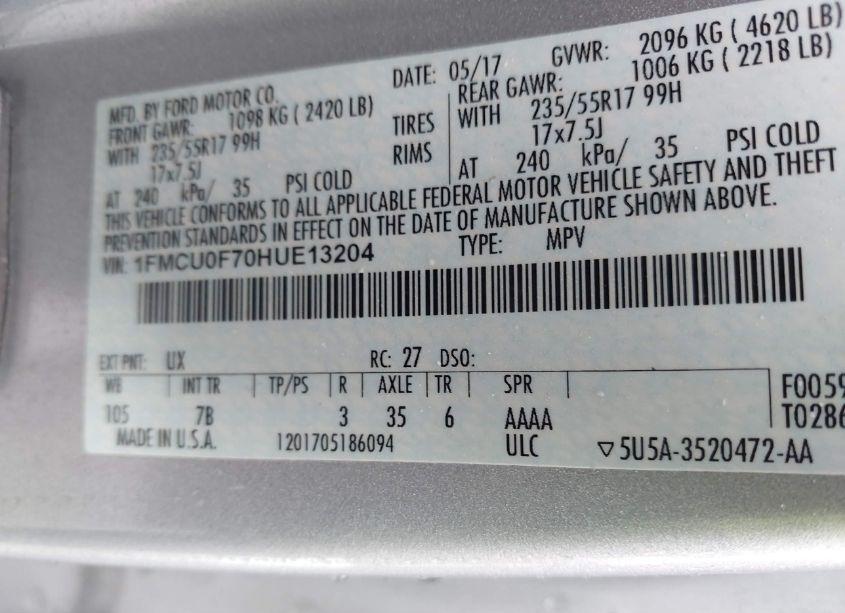 MFD. BY FORD MOTOR CO.
DATE: 05/17 GVWR: 2096 KG ( 4620 LB)
FRONT GAWR: 1098 KG ( 2420 LB) REAR GAWR: 1006 KG ( 2218 LB)
WITH 235/55R17 99H TIRES WITH 235/55R17 99H
17x7.5J RIMS 17x7.5J
AT 240 kPa/ 35 PSI COLD AT 240 kPa/ 35 PSI COLD
THIS VEHICLE CONFORMS TO ALL APPLICABLE FEDERAL MOTOR VEHICLE SAFETY AND THEFT
PREVENTION STANDARDS IN EFFECT ON THE DATE OF MANUFACTURE SHOWN ABOVE.
VIN: 1FMCU0F70HUE13204 TYPE: MPV
EXT PNT: UX RC: 27 DSO:
WB INT TR TP/PS R AXLE TR SPR F0059
105 7B 3 35 6 AAAA T0286
MADE IN U.S.A. 1201705186094 ULC ▽5U5A-3520472-AA